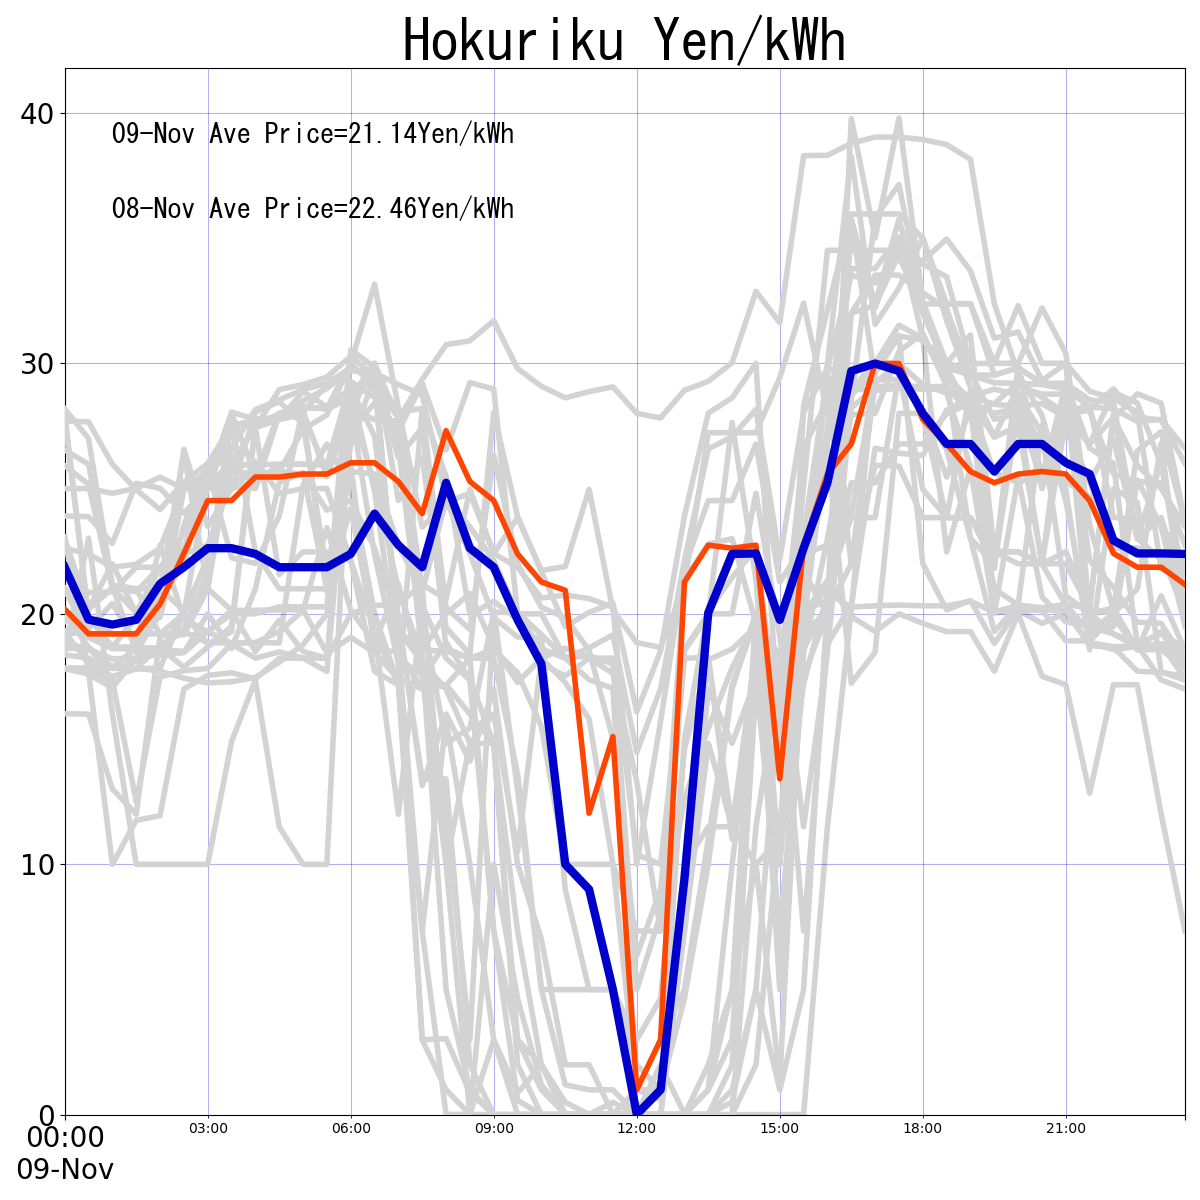 Hokuriku Yen/kWh
40
09-Nov Ave Price=21.14Yen/kWh
08-Nov Ave Price=22.46Yen/kWh
30
20
10
0
00:00 03:00 06:00 09:00 12:00 15:00 18:00 21:00
09-Nov